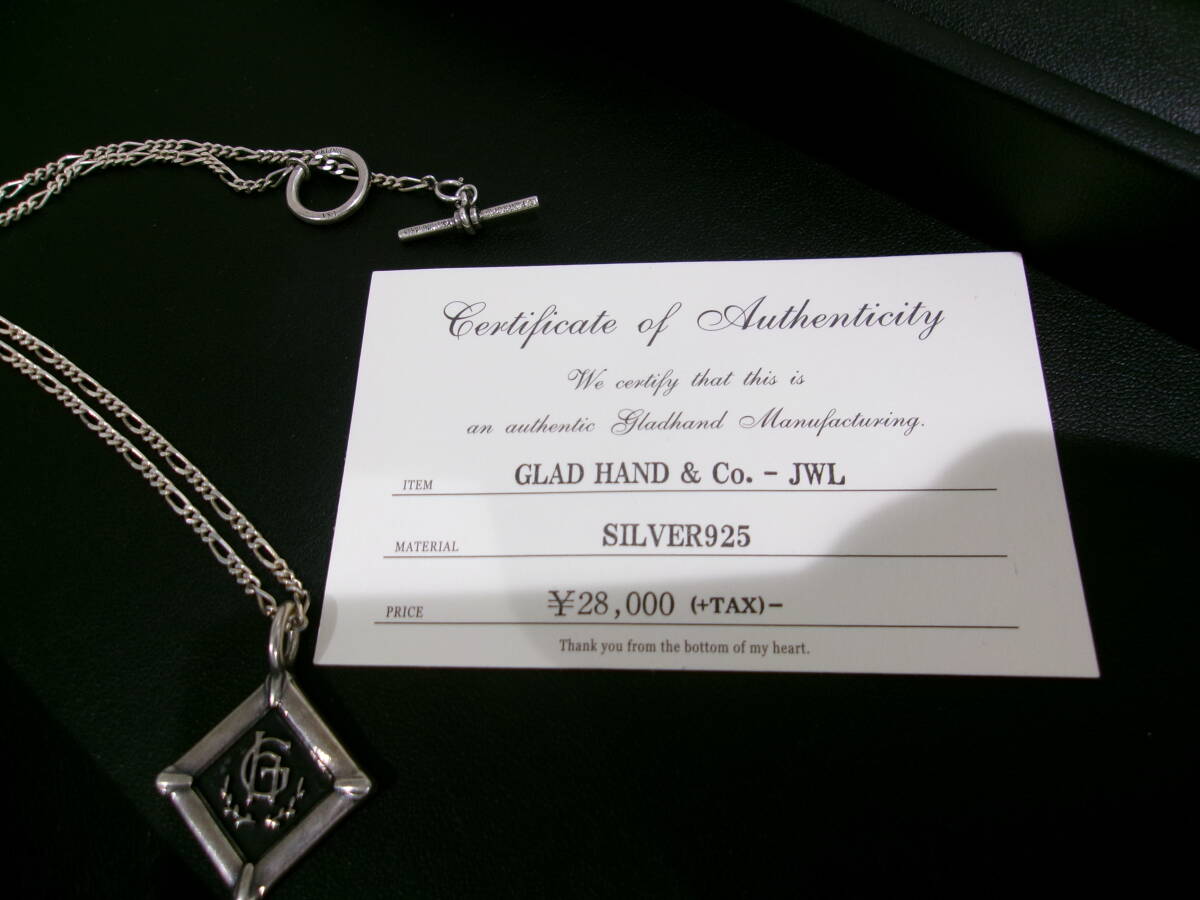 Certificate of Authenticity
We certify that this is
an authentic Gladhand Manufacturing.
ITEM GLAD HAND & Co. - JWL
MATERIAL SILVER925
PRICE ¥28,000 (+TAX)-
Thank you from the bottom of my heart.
GH